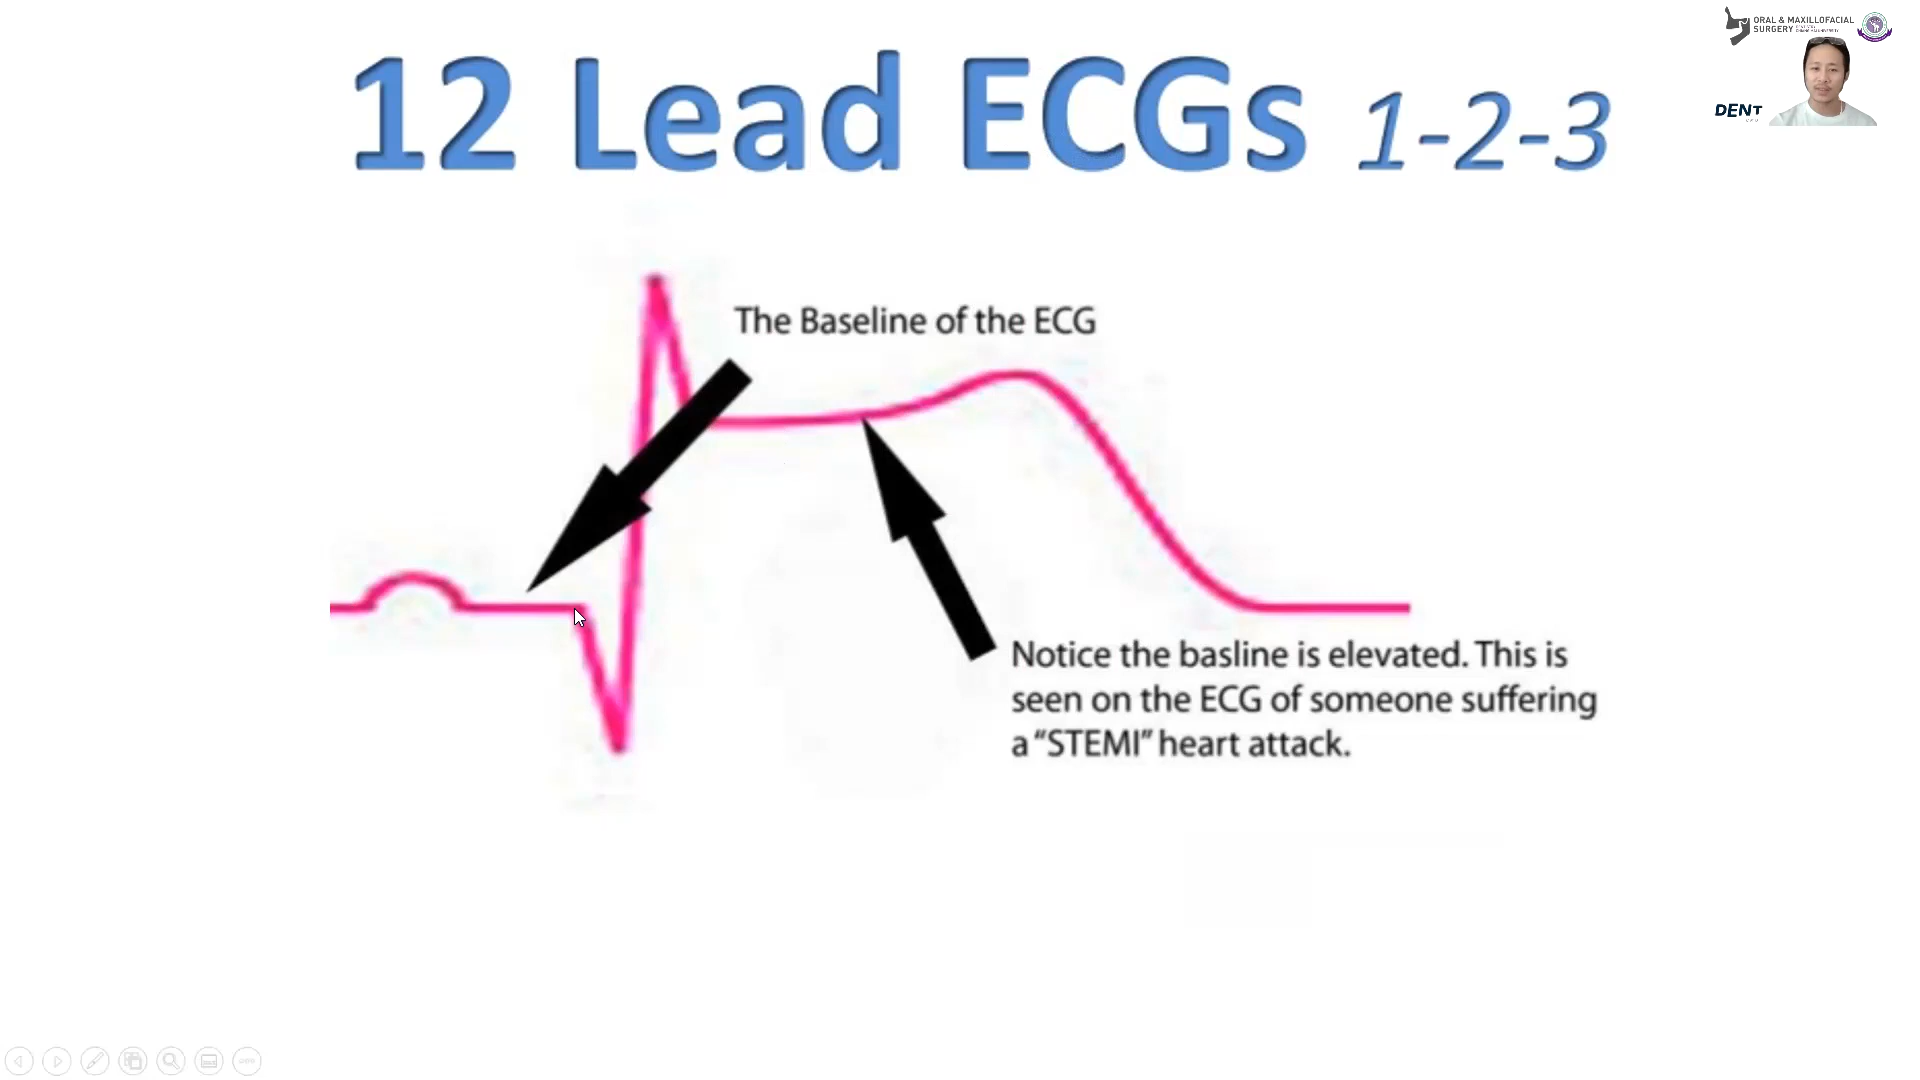 ORAL & MAXILLOFACIAL
SURGERY
DENT
12 Lead ECGs 1-2-3
The Baseline of the ECG
Notice the basline is elevated. This is
seen on the ECG of someone suffering
a “STEMI” heart attack.